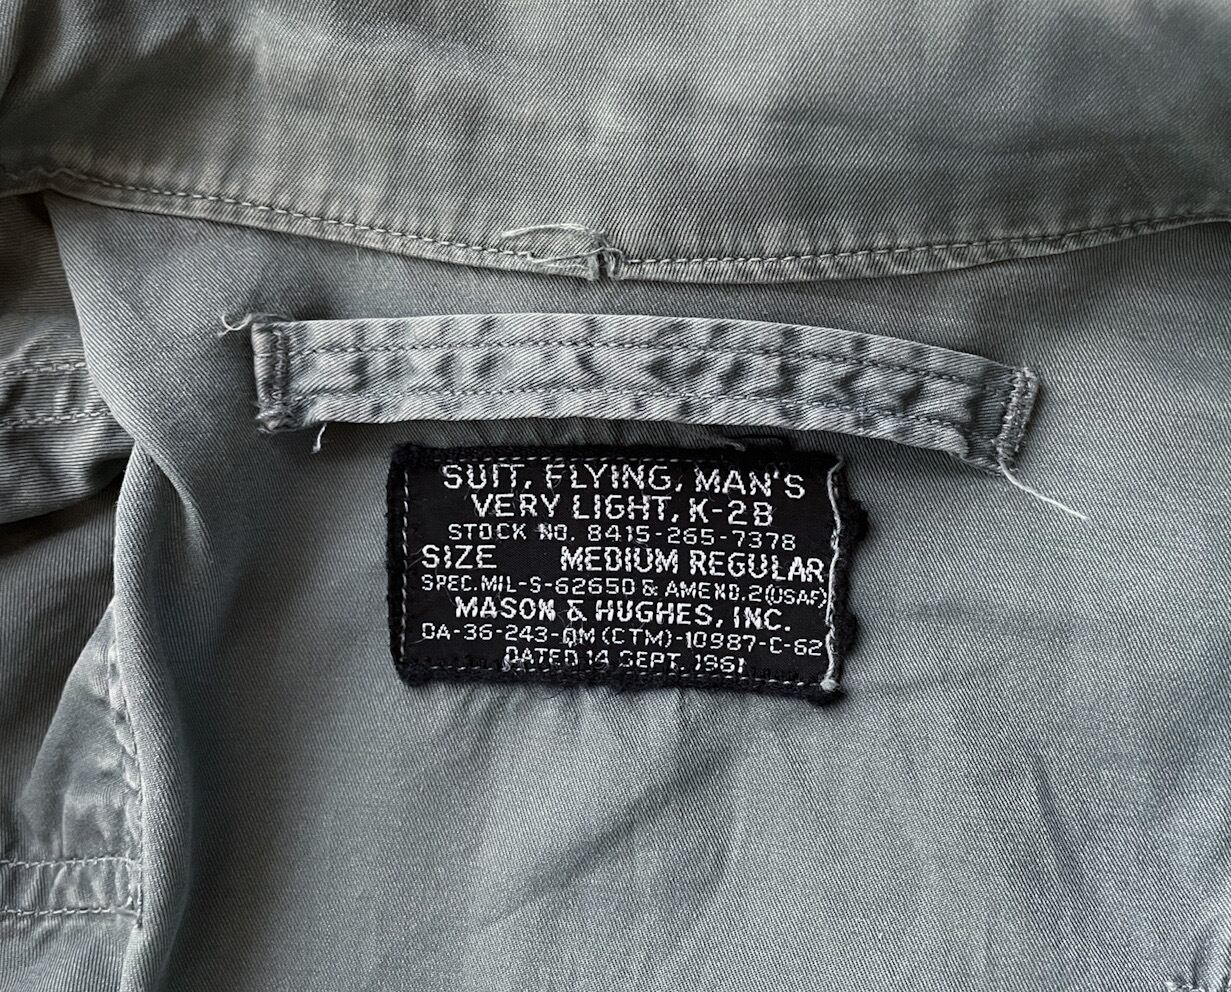 SUIT, FLYING, MAN'S
VERY LIGHT, K-2B
STOCK NO. 8415-265-7378
SIZE MEDIUM REGULAR
SPEC. MIL-S-6265D & AMEND. 2 (USAF)
MASON & HUGHES, INC.
DA-36-243-QM (CTM)-10987-C-62
DATED 14 SEPT. 1961